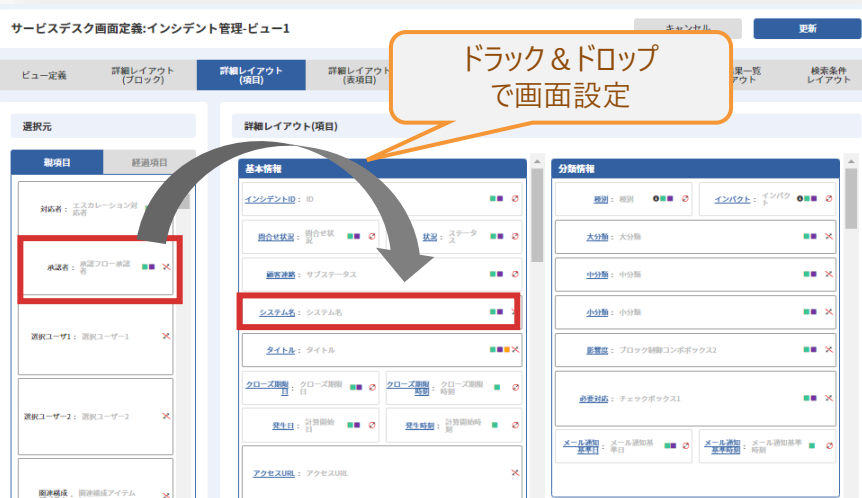 サービスデスク画面定義:インシデント管理-ビュー1
キャンセル
更新
ビュー定義
詳細レイアウト
(ブロック)
詳細レイアウト
(項目)
詳細レイアウト
(表項目)
検索条件
レイアウト
ドラック＆ドロップ
で画面設定
選択元
親項目
経過項目
対応者： エスカレーション対
応者
承認者： 承認フロー承認
者
選択ユーザ1： 選択ユーザー1
選択ユーザー2： 選択ユーザー2
関連構成
： 関連構成アイテム
詳細レイアウト(項目)
基本情報
インシデントID： ID
問合せ状況： 問合せ状
況
状況： ステータ
ス
顧客連絡： サブステータス
システム名： システム名
タイトル： タイトル
クローズ期限
日： クローズ期限
日
クローズ期限
時刻： クローズ期限
時刻
発生日： 計算開始
日
発生時刻： 計算開始時
刻
アクセスURL： アクセスURL
分類情報
種別： 種別
インパクト： インパク
ト
大分類： 大分類
中分類： 中分類
小分類： 小分類
影響度： ブロック制御コンボボックス2
必要対応： チェックボックス1
メール通知
基準日： メール通知基
準日
メール通知
基準時刻： メール通知基準
時刻